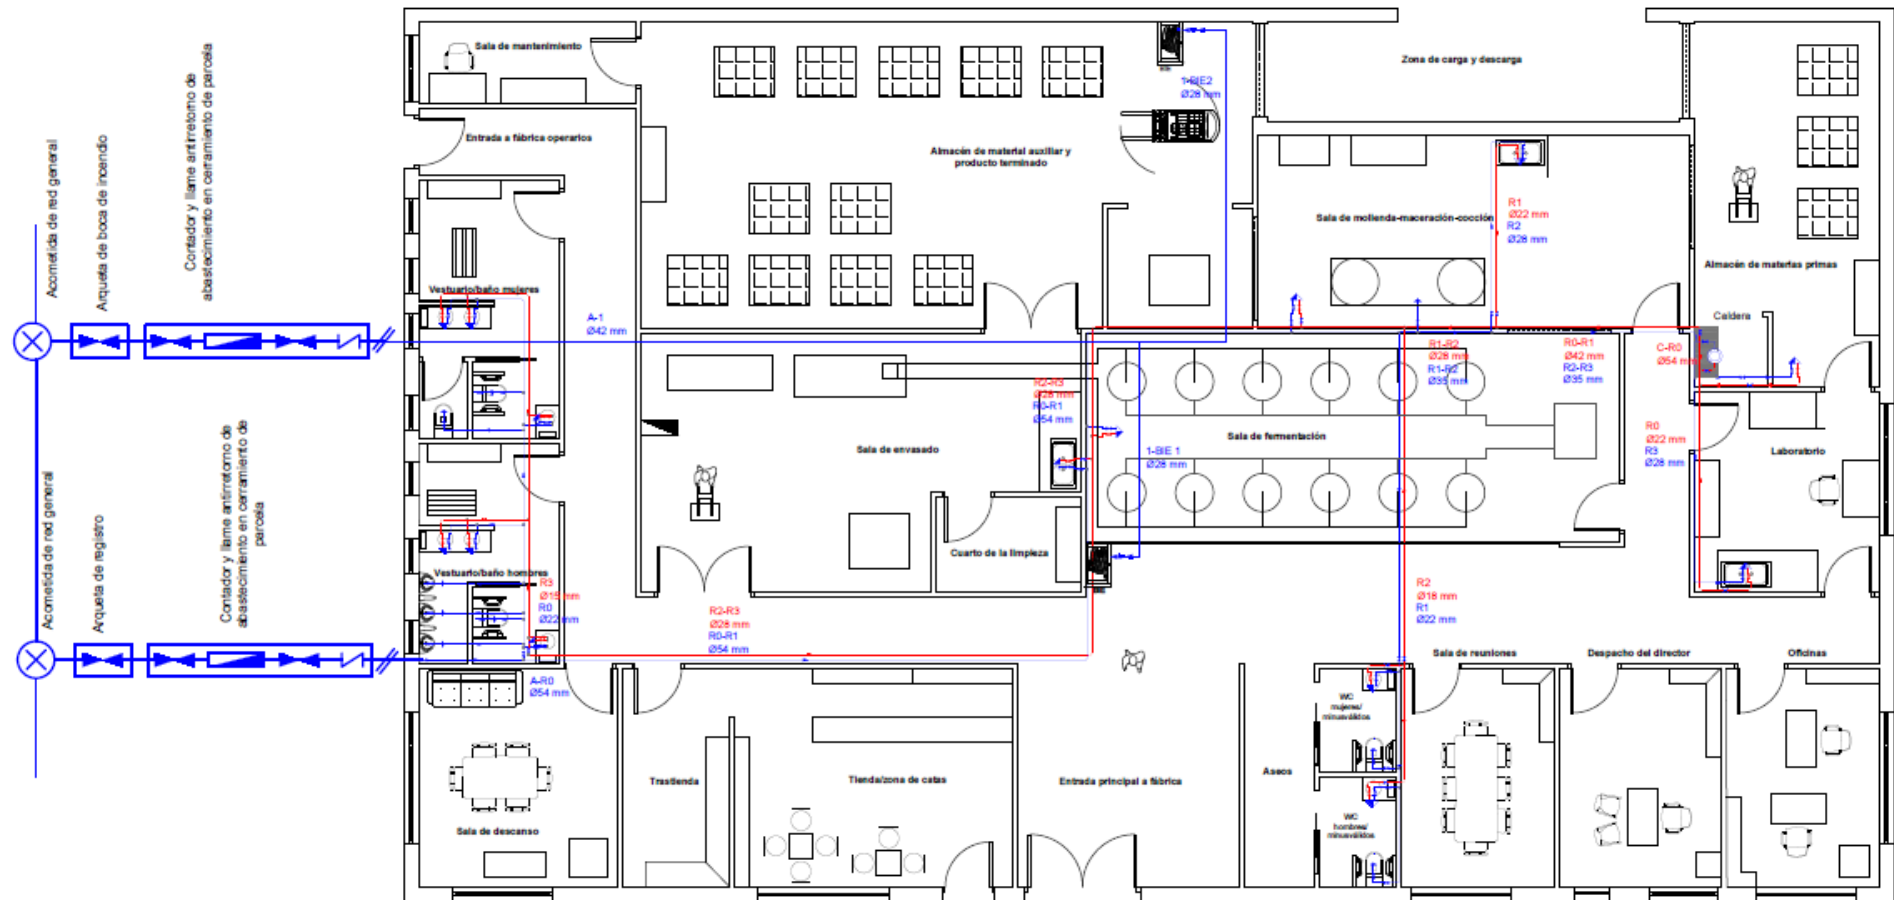 Acometida de red general
Arqueta de boca de incendio
Contador y llame antirretorno de
abastecimiento en cerramiento de parcela
Acometida de red general
Arqueta de registro
Contador y llame antirretorno de
abastecimiento en cerramiento de
parcela
Sala de mantenimiento
Entrada a fábrica operarios
Vestuario/baño mujeres
A-1
Ø42 mm
Vestuario/baño hombres
R3
Ø15 mm
R0
Ø22 mm
A-R0
Ø54 mm
Almacén de material auxiliar y
producto terminado
1-BIE2
Ø28 mm
Zona de carga y descarga
Sala de molienda-maceración-cocción
R1
Ø22 mm
R2
Ø28 mm
Almacén de materias primas
Caldera
C-R0
Ø54 mm
R0-R1
Ø42 mm
R2-R3
Ø35 mm
R1-R2
Ø28 mm
R1-R2
Ø35 mm
R2-R3
Ø28 mm
R0-R1
Ø54 mm
Sala de envasado
Sala de fermentación
1-BIE 1
Ø28 mm
R0
Ø22 mm
R3
Ø28 mm
Laboratorio
Cuarto de la limpieza
R2-R3
Ø28 mm
R0-R1
Ø54 mm
R2
Ø18 mm
R1
Ø22 mm
Sala de reuniones
Despacho del director
Oficinas
WC
mujeres/
minusválidos
Sala de descanso
Trastienda
Tienda/zona de catas
Entrada principal a fábrica
Aseos
WC
hombres/
minusválidos